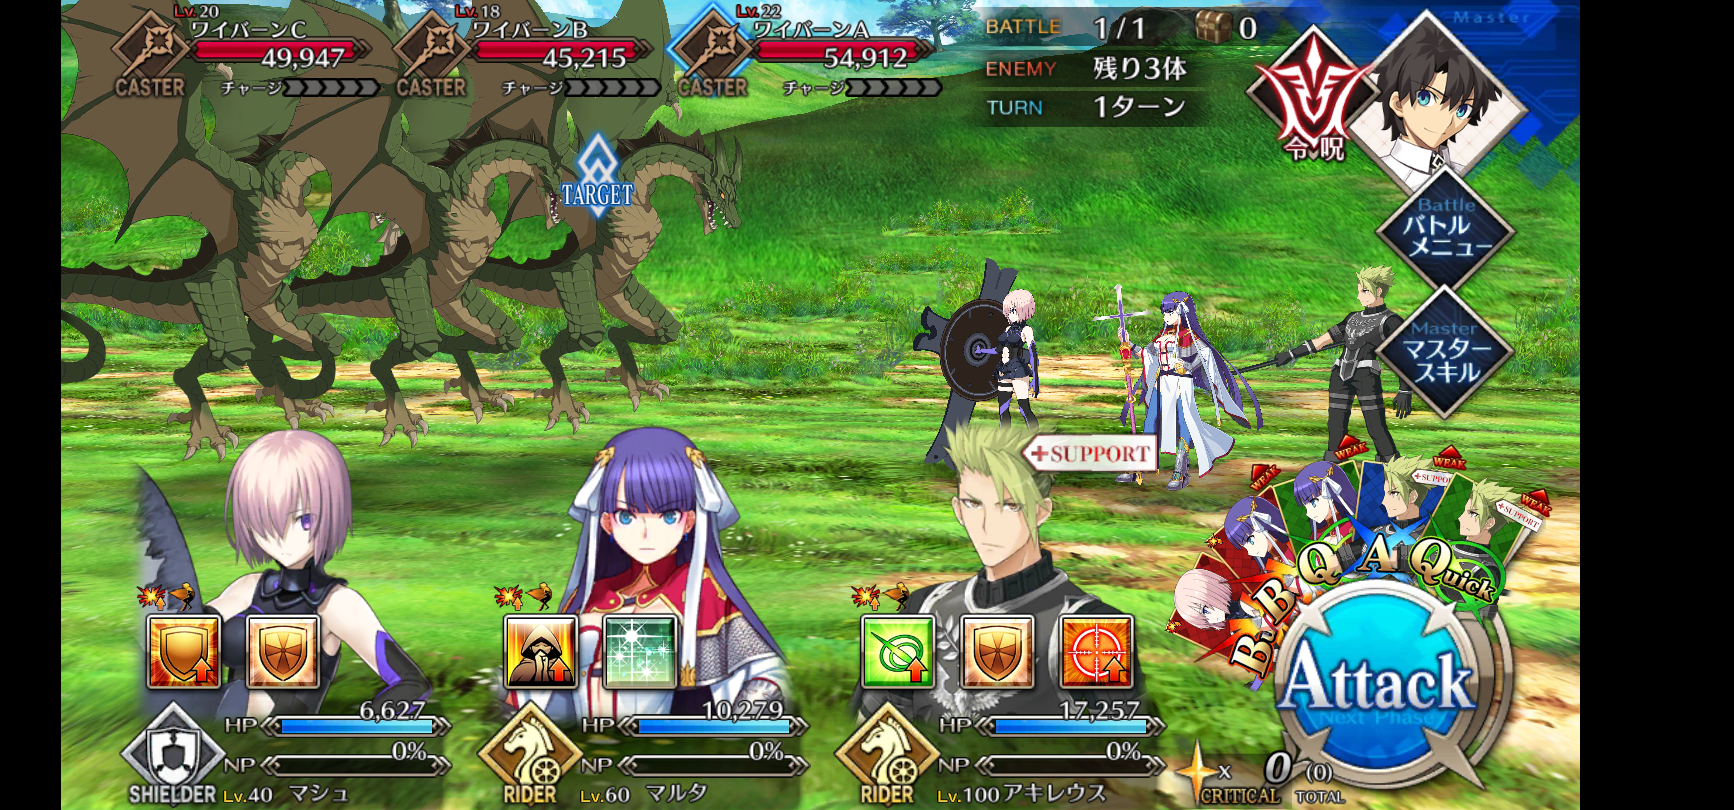 Lv.20
ワイバーンC
49,947
CASTER
チャージ
Lv.18
ワイバーンB
45,215
CASTER
チャージ
Lv.22
ワイバーンA
54,912
CASTER
チャージ
BATTLE 1/1 0
ENEMY 残り3体
TURN 1ターン
令呪
Master
TARGET
Battle
バトル
メニュー
Master
マスター
スキル
+SUPPORT
WEAK
WEAK
WEAK
WEAK
+SUPPORT
+SUPPORT
B
B
Q
A
Quick
Attack
Next Phase
HP 6,627
NP 0%
SHIELDER Lv.40 マシュ
HP 10,279
NP 0%
RIDER Lv.60 マルタ
HP 17,257
NP 0%
RIDER Lv.100 アキレウス
x 0 (0)
CRITICAL TOTAL